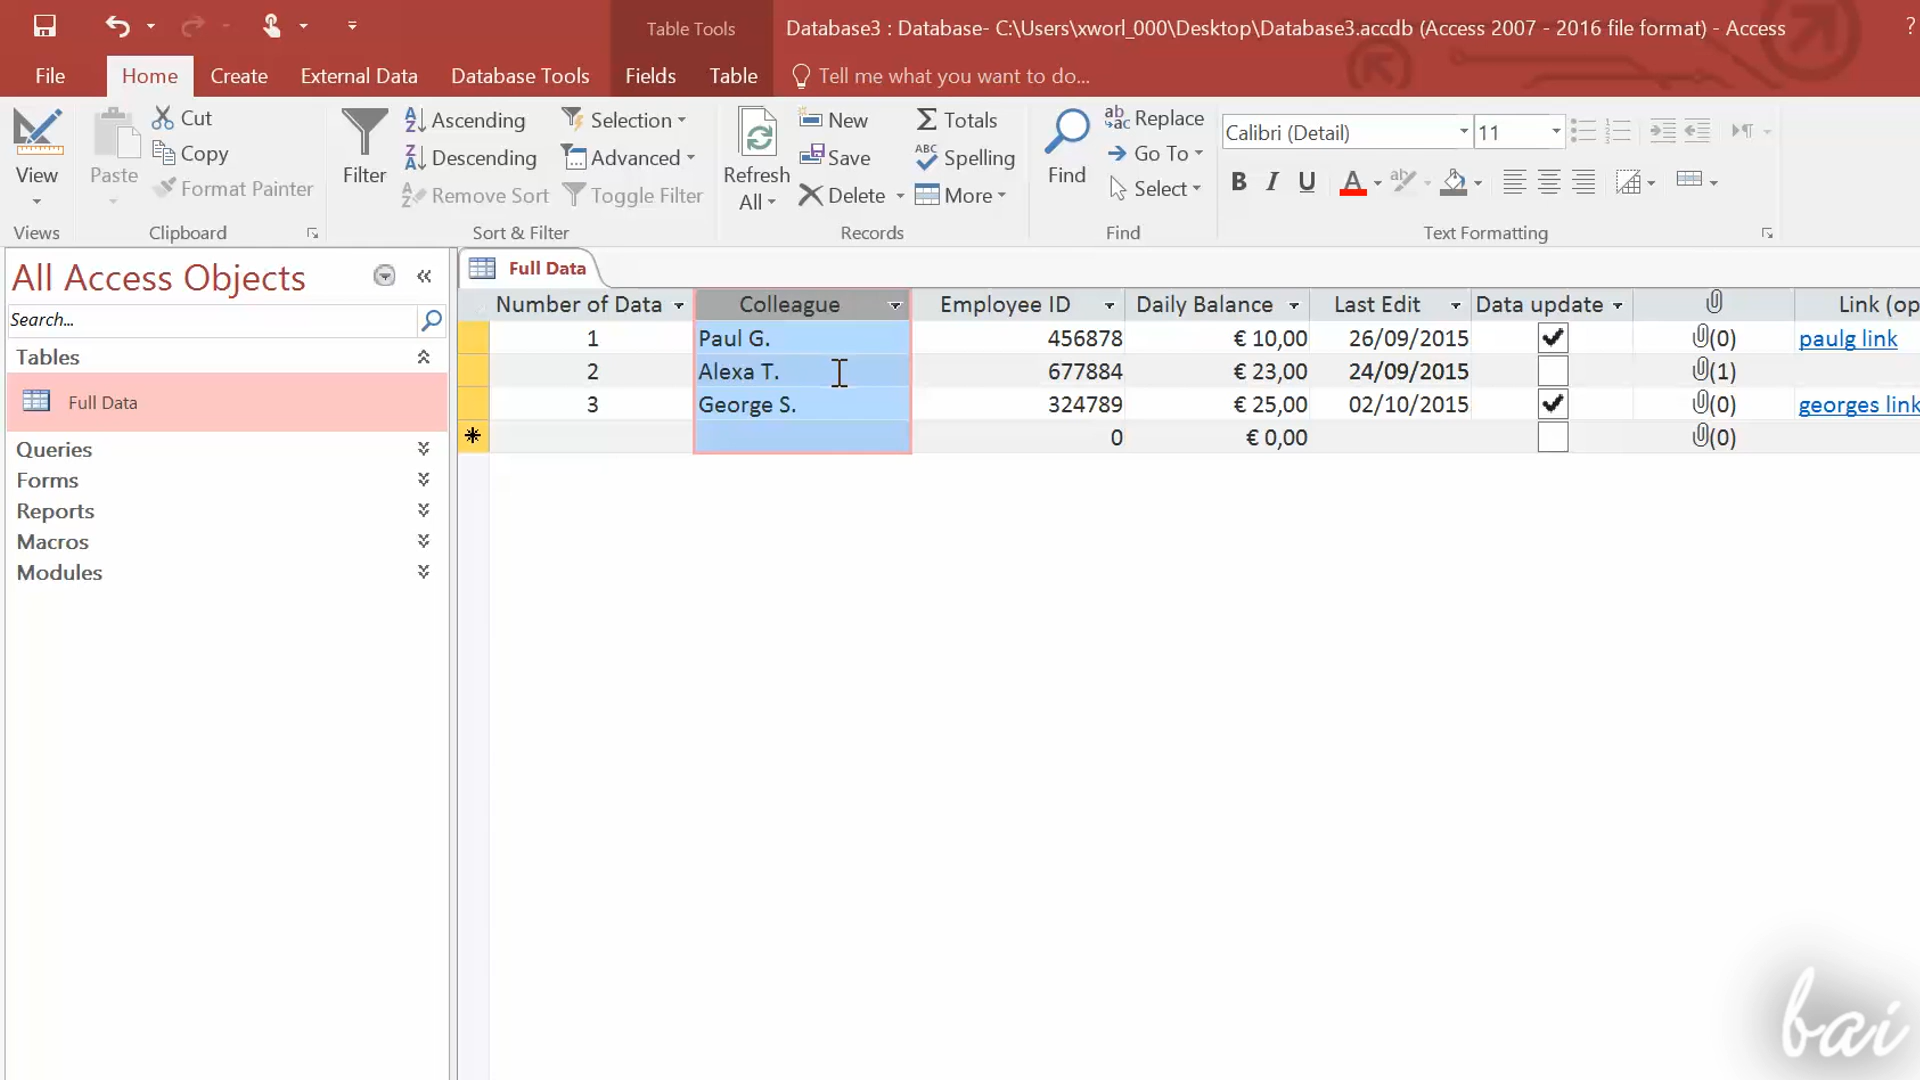 Table Tools
Database3 : Database- C:\Users\xworl_000\Desktop\Database3.accdb (Access 2007 - 2016 file format) - Access
?
File Home Create External Data Database Tools Fields Table Tell me what you want to do...
View
Views
Paste
Cut
Copy
Format Painter
Clipboard
Filter
Ascending
Descending
Remove Sort
Selection
Advanced
Toggle Filter
Sort & Filter
Refresh
All
New
Save
Delete
Totals
Spelling
More
Records
Find
Replace
Go To
Select
Find
Calibri (Detail) 11
B I U A
Text Formatting
All Access Objects
Search...
Tables
Full Data
Queries
Forms
Reports
Macros
Modules
Full Data
Number of Data Colleague Employee ID Daily Balance Last Edit Data update Link (op
1 Paul G. 456878 € 10,00 26/09/2015 (0) paulg link
2 Alexa T. 677884 € 23,00 24/09/2015 (1)
3 George S. 324789 € 25,00 02/10/2015 (0) georges link
* 0 € 0,00 (0)
bai